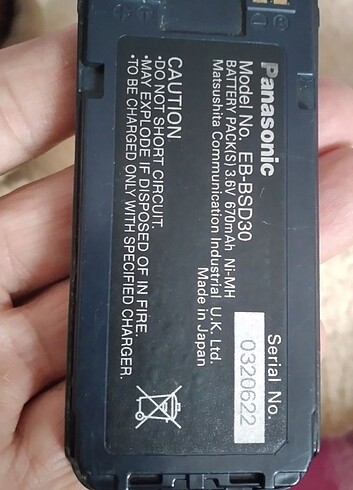 Panasonic
Model No. EB-BSD30
BATTERY PACK(S) 3.6V 670mAh Ni-MH
Matsushita Communication Industrial U.K. Ltd.
Made in Japan
Serial No.
0320622
CAUTION
•DO NOT SHORT CIRCUIT.
•MAY EXPLODE IF DISPOSED OF IN FIRE.
•TO BE CHARGED ONLY WITH SPECIFIED CHARGER.